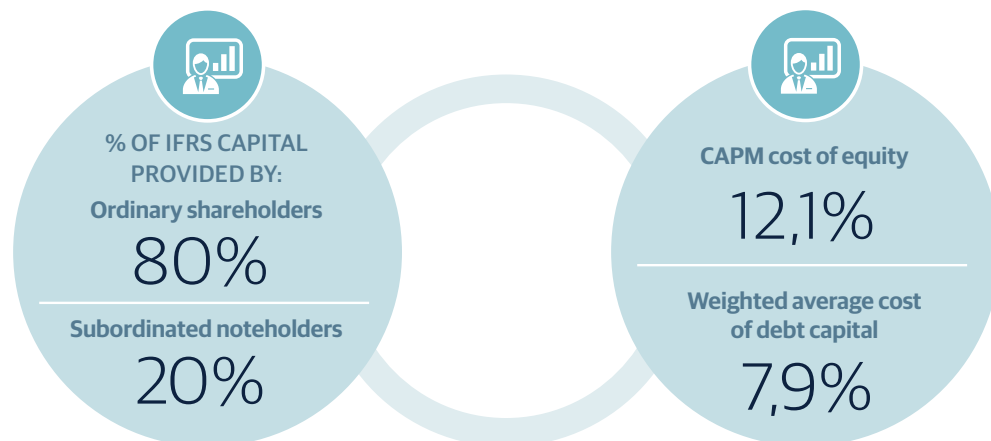 % OF IFRS CAPITAL
PROVIDED BY:
Ordinary shareholders
80%
Subordinated noteholders
20%
CAPM cost of equity
12,1%
Weighted average cost
of debt capital
7,9%